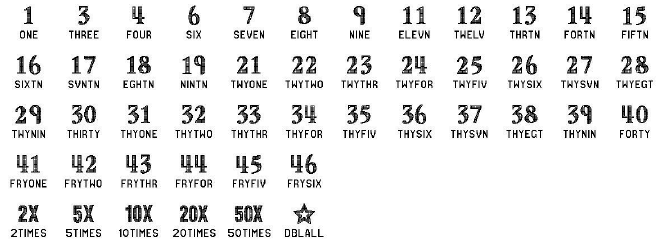 1 3 4 6 7 8 9 11 12 13 14 15
ONE THREE FOUR SIX SEVEN EIGHT NINE ELEVN TWELV THRTN FORTN FIFTN
16 17 18 19 21 22 23 24 25 26 27 28
SIXTN SVNTN EGHTN NINTN TWYONE TWYTWO TWYTHR TWYFOR TWYFIV TWYSIX TWYSVN TWYEGT
29 30 31 32 33 34 35 36 37 38 39 40
TWYNIN THIRTY THYONE THYTWO THYTHR THYFOR THYFIV THYSIX THYSVN THYEGT THYNIN FORTY
41 42 43 44 45 46
FRYONE FRYTWO FRYTHR FRYFOR FRYFIV FRYSIX
2X 5X 10X 20X 50X
2TIMES 5TIMES 10TIMES 20TIMES 50TIMES DBLALL